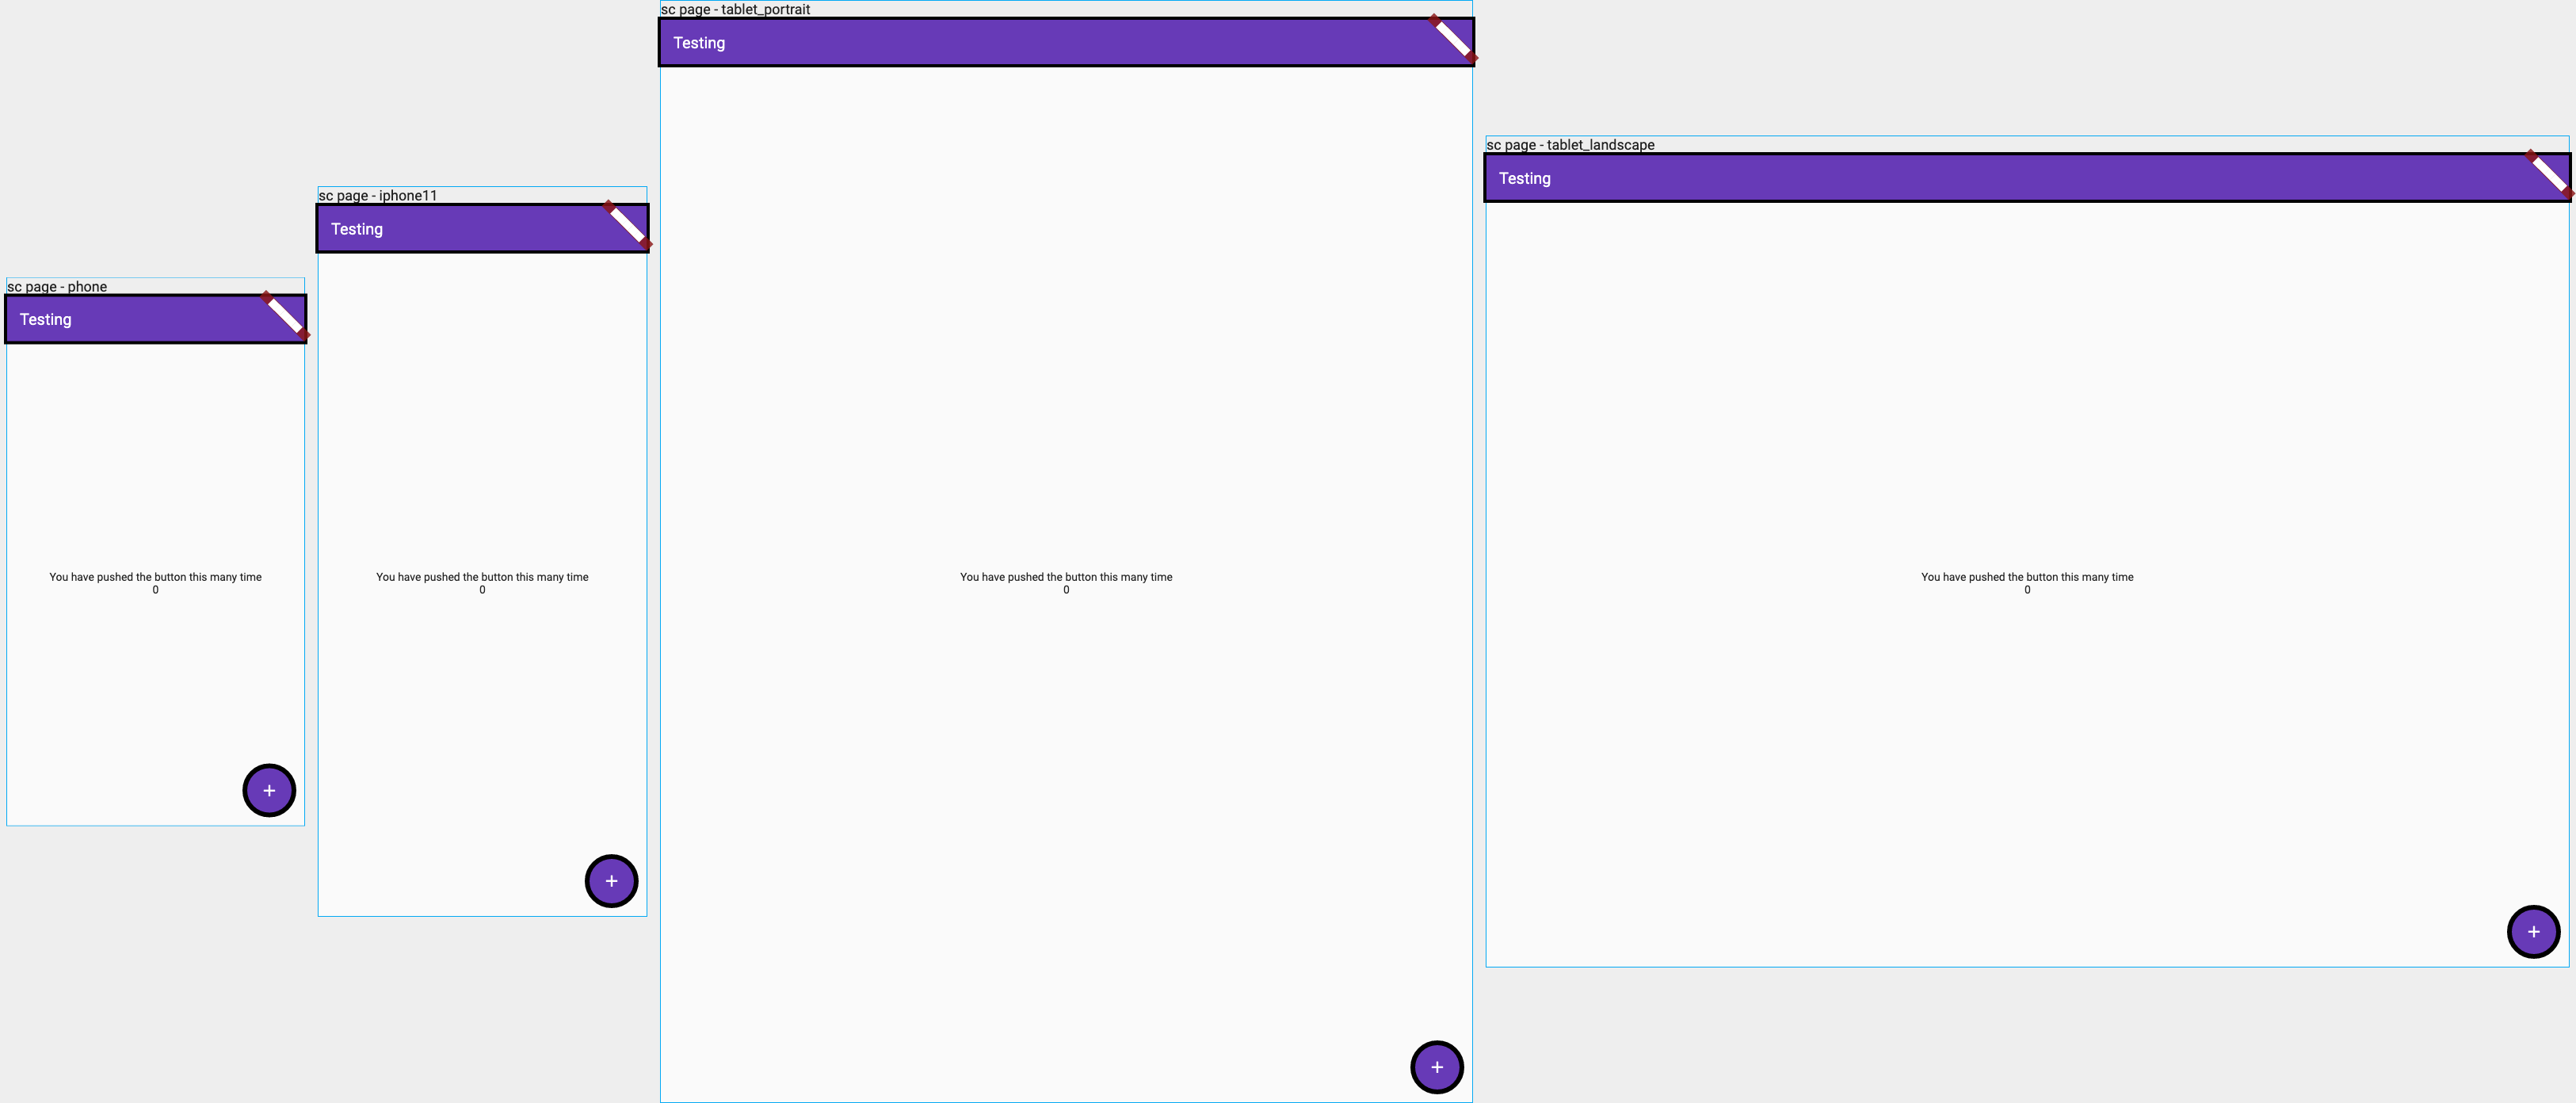 sc page - phone
Testing
You have pushed the button this many time
0
+
sc page - iphone11
Testing
You have pushed the button this many time
0
+
sc page - tablet_portrait
Testing
You have pushed the button this many time
0
+
sc page - tablet_landscape
Testing
You have pushed the button this many time
0
+